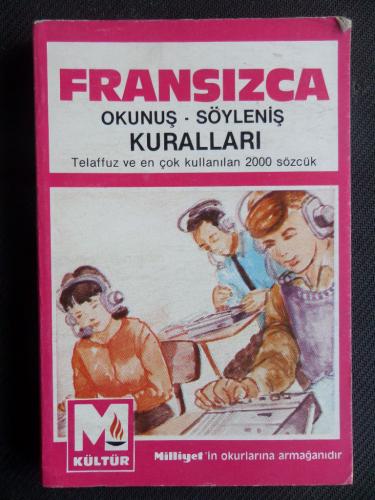 FRANSIZCA
OKUNUŞ - SÖYLENİŞ
KURALLARI
Telaffuz ve en çok kullanılan 2000 sözcük
M
KÜLTÜR
Milliyet'in okurlarına armağanıdır